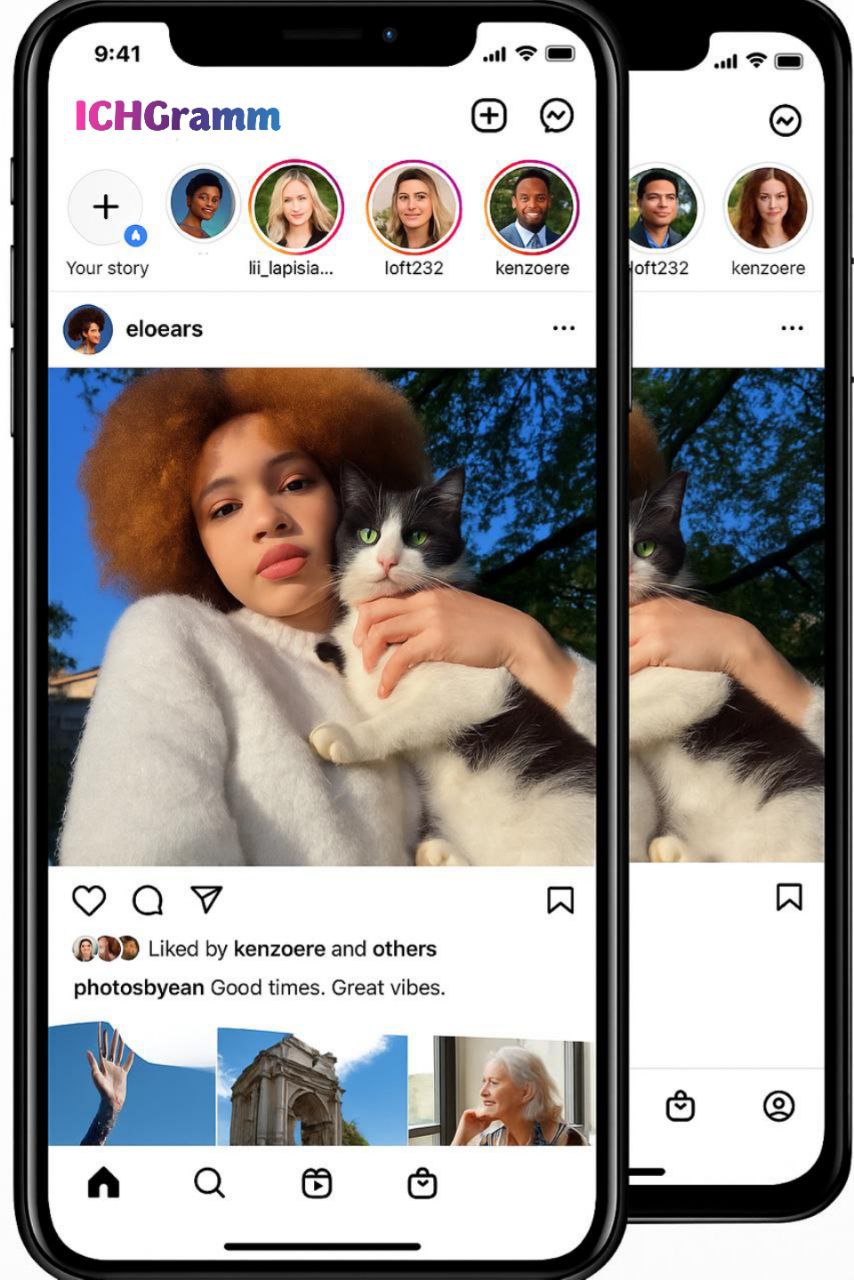 9:41
ICHGramm
Your story
lii_lapisia...
loft232
kenzoere
loft232
kenzoere
eloears
Liked by kenzoere and others
photosbyean Good times. Great vibes.